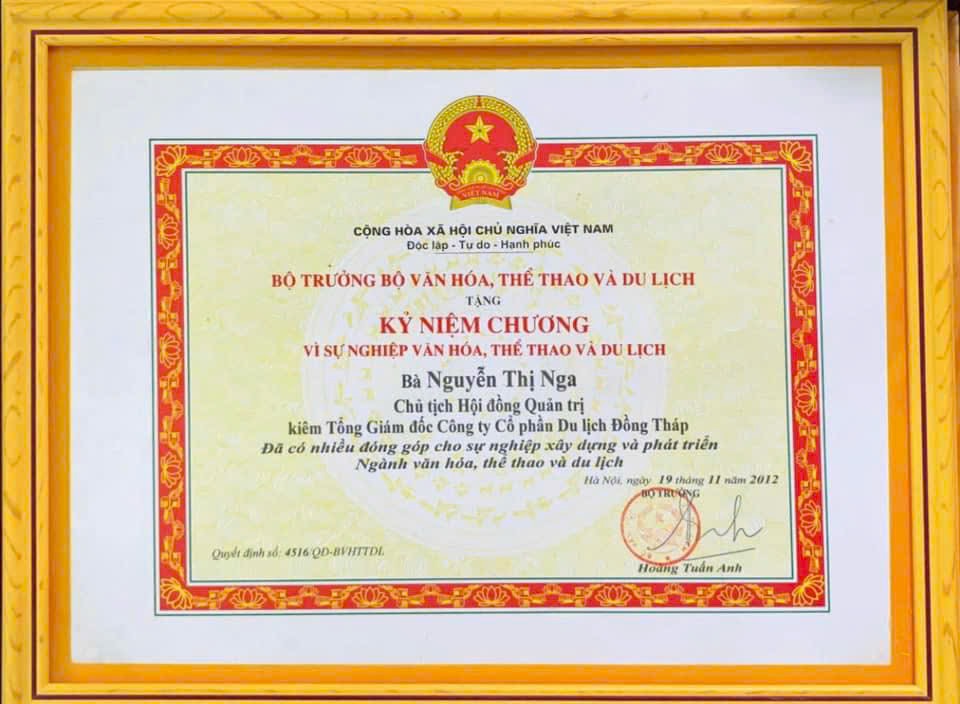 VIỆT NAM
CỘNG HÒA XÃ HỘI CHỦ NGHĨA VIỆT NAM
Độc lập - Tự do - Hạnh phúc
BỘ TRƯỞNG BỘ VĂN HÓA, THỂ THAO VÀ DU LỊCH
TẶNG
KỶ NIỆM CHƯƠNG
VÌ SỰ NGHIỆP VĂN HÓA, THỂ THAO VÀ DU LỊCH
Bà Nguyễn Thị Nga
Chủ tịch Hội đồng Quản trị
kiêm Tổng Giám đốc Công ty Cổ phần Du lịch Đồng Tháp
Đã có nhiều đóng góp cho sự nghiệp xây dựng và phát triển
Ngành văn hóa, thể thao và du lịch
Hà Nội, ngày 19 tháng 11 năm 2012
BỘ TRƯỞNG
Quyết định số: 4516/QĐ-BVHTTDL
Hoàng Tuấn Anh